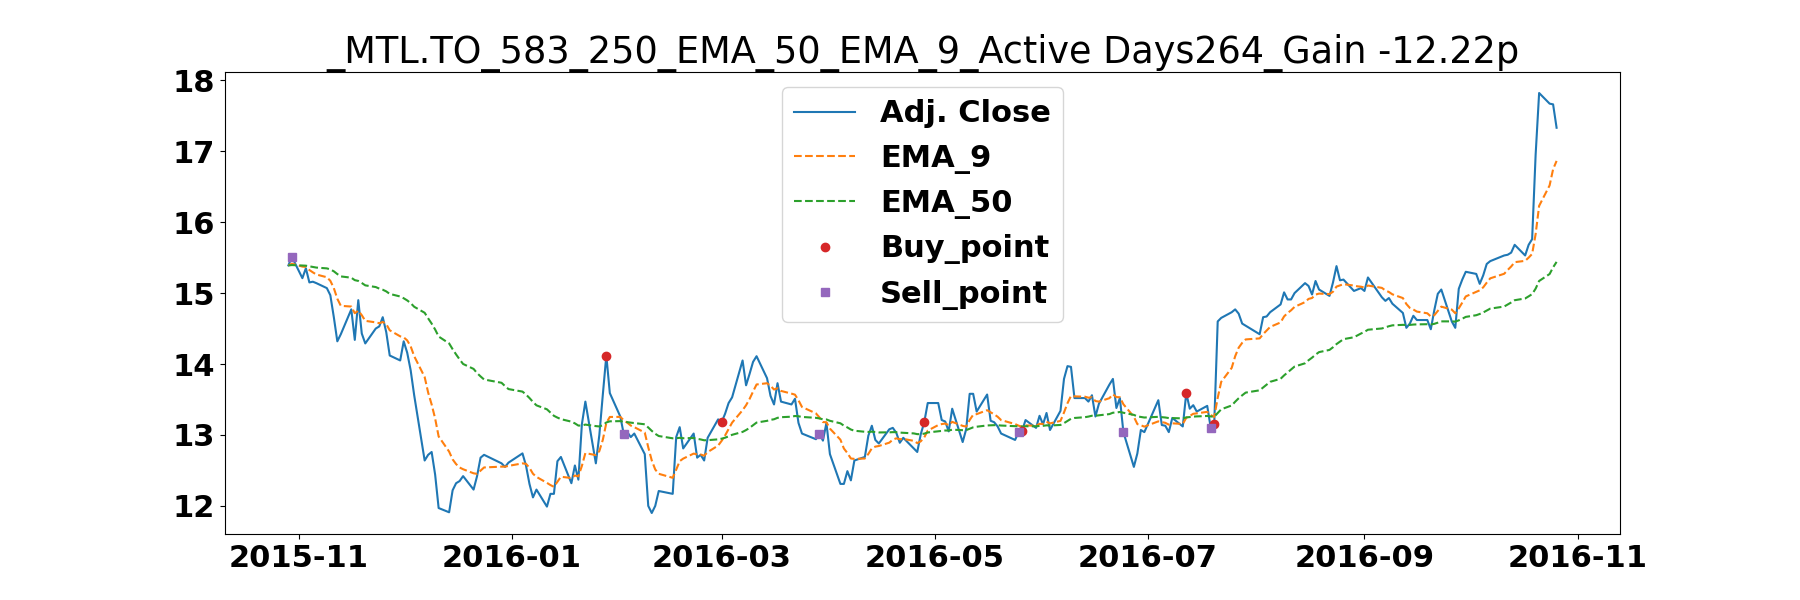 _MTL.TO_583_250_EMA_50_EMA_9_Active Days264_Gain -12.22p
18
17
16
15
14
13
12
Adj. Close
EMA_9
EMA_50
Buy_point
Sell_point
2015-11 2016-01 2016-03 2016-05 2016-07 2016-09 2016-11